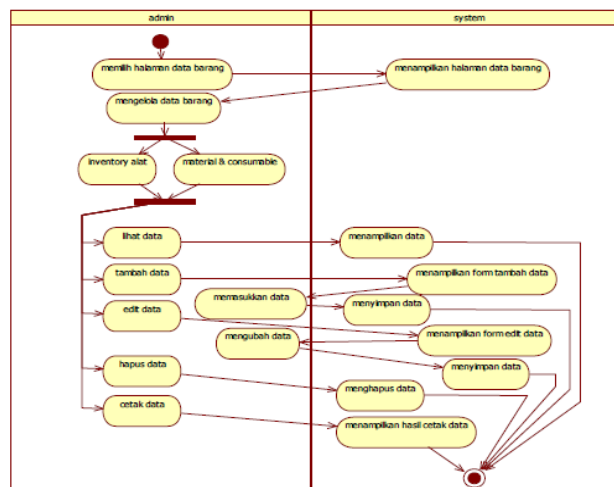 admin
system
memilih halaman data barang
menampilkan halaman data barang
mengelola data barang
inventory alat
material & consumable
lihat data
menampilkan data
tambah data
menampilkan form tambah data
memasukkan data
menyimpan data
edit data
menampilkan form edit data
mengubah data
menyimpan data
hapus data
menghapus data
cetak data
menampilkan hasil cetak data